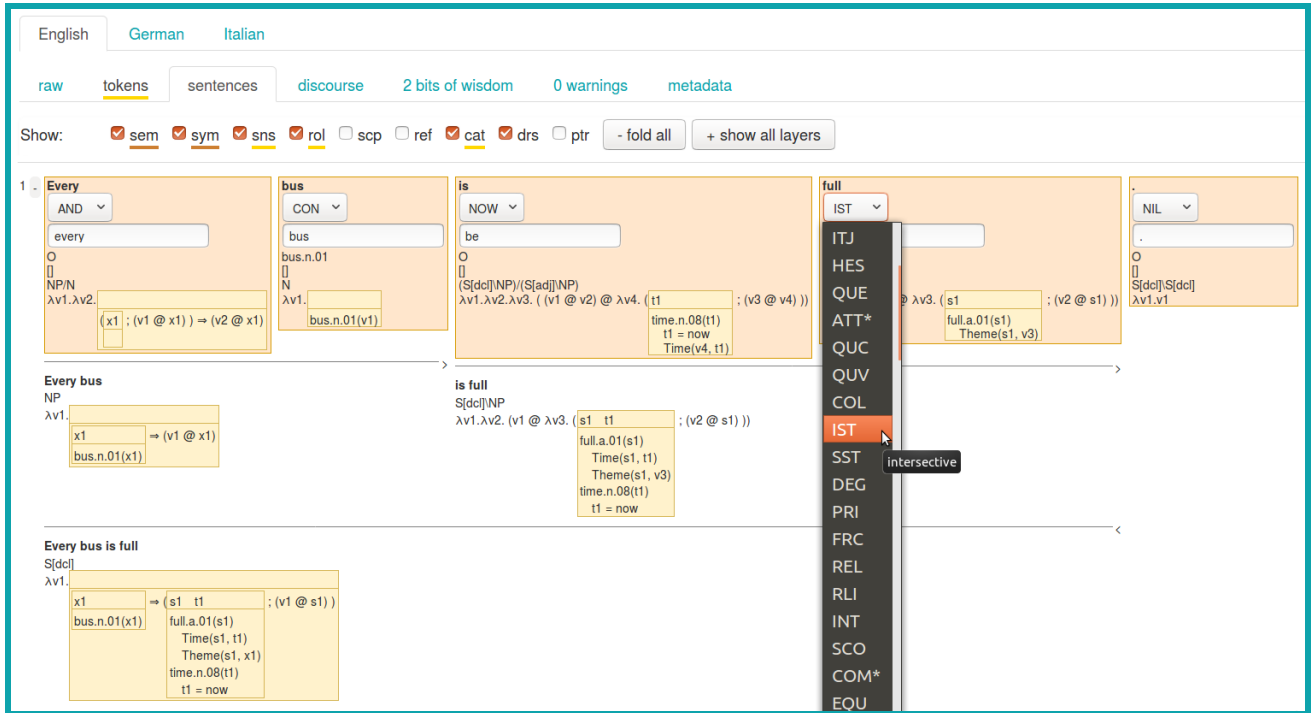 English German Italian
raw tokens sentences discourse 2 bits of wisdom 0 warnings metadata
Show: sem sym sns rol scp ref cat drs ptr - fold all + show all layers
1 - Every bus is full .
AND CON NOW IST NIL
every bus be .
O bus.n.01 O O
[] [] [] []
NP/N N (S[dcl]\NP)/(S[adj]\NP) S[dcl]\S[dcl]
λv1.λv2. λv1. λv1.λv2.λv3. ( (v1 @ v2) @ λv4. ( t1 ; (v3 @ v4) )) @ λv3. ( s1 ; (v2 @ s1) )) λv1.v1
( x1 ; (v1 @ x1) ) ⇒ (v2 @ x1) bus.n.01(v1) time.n.08(t1) full.a.01(s1)
t1 = now Theme(s1, v3)
Time(v4, t1)
>
>
Every bus is full
NP S[dcl]\NP
λv1. λv1.λv2. (v1 @ λv3. ( s1 t1 ; (v2 @ s1) ))
x1 ⇒ (v1 @ x1) full.a.01(s1)
bus.n.01(x1) Time(s1, t1)
Theme(s1, v3)
time.n.08(t1)
t1 = now
<
Every bus is full
S[dcl]
λv1.
x1 ⇒ ( s1 t1 ; (v1 @ s1) )
bus.n.01(x1) full.a.01(s1)
Time(s1, t1)
Theme(s1, x1)
time.n.08(t1)
t1 = now
ITJ
HES
QUE
ATT*
QUC
QUV
COL
IST
intersective
SST
DEG
PRI
FRC
REL
RLI
INT
SCO
COM*
EQU